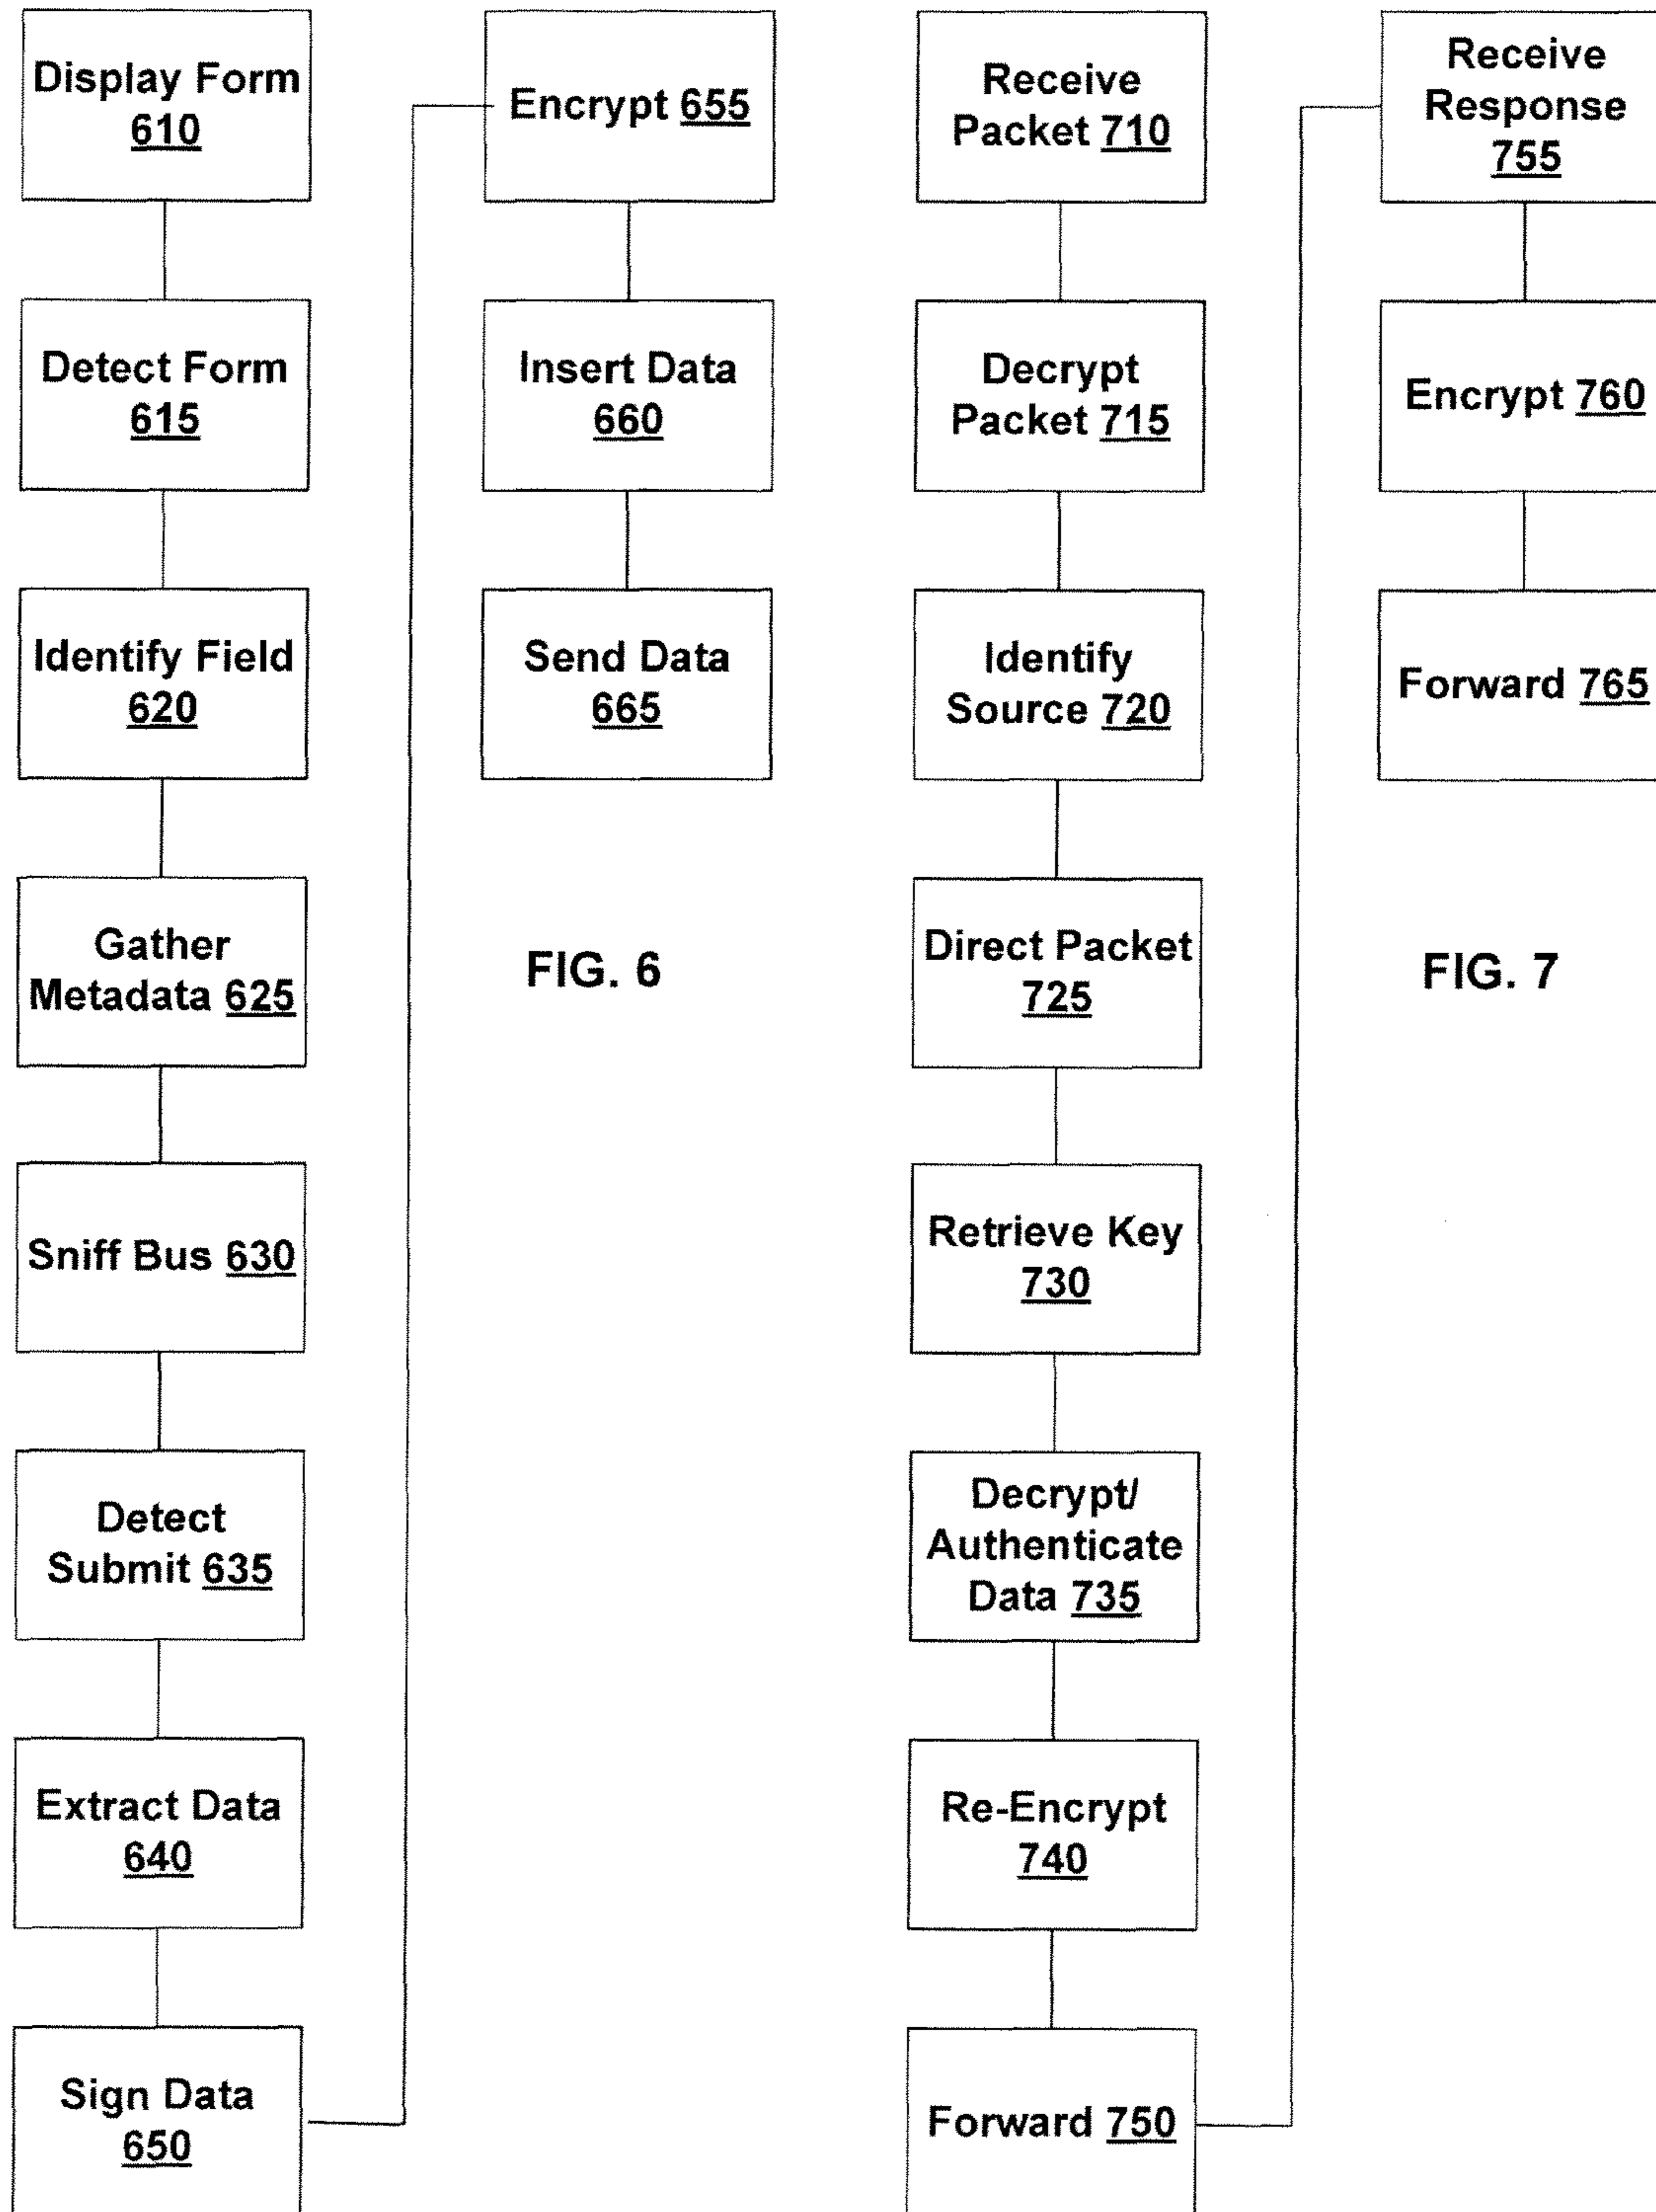 Display Form
610
Detect Form
615
Identify Field
620
Gather
Metadata 625
Sniff Bus 630
Detect
Submit 635
Extract Data
640
Sign Data
650
Encrypt 655
Insert Data
660
Send Data
665
FIG. 6
Receive
Packet 710
Decrypt
Packet 715
Identify
Source 720
Direct Packet
725
Retrieve Key
730
Decrypt/
Authenticate
Data 735
Re-Encrypt
740
Forward 750
Receive
Response
755
Encrypt 760
Forward 765
FIG. 7